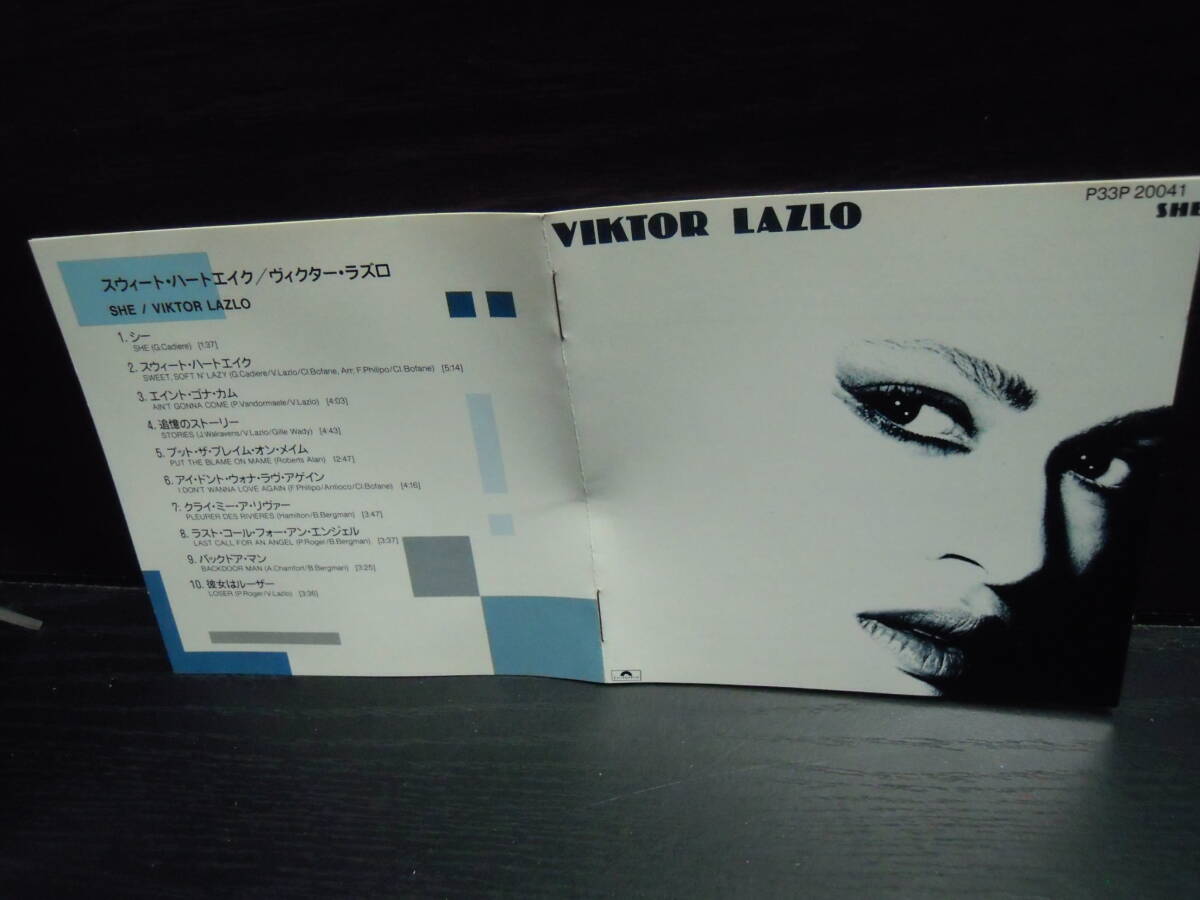 スウィート・ハートエイク/ヴィクター・ラズロ
SHE / VIKTOR LAZLO
1. シー
SHE (G.Cadiere) [1:37]
2. スウィート・ハートエイク
SWEET, SOFT N' LAZY (G.Cadiere/V.Lazlo/Cl.Bofane, Arr; F.Philipo/Cl.Bofane) [5:14]
3. エイント・ゴナ・カム
AIN'T GONNA COME (P.Vandormaele/V.Lazlo) [4:03]
4. 追憶のストーリー
STORIES (J.Walravens/V.Lazlo/Gille Wady) [4:43]
5. プット・ザ・ブレイム・オン・メイム
PUT THE BLAME ON MAME (Roberts Alan) [2:47]
6. アイ・ドント・ウォナ・ラヴ・アゲイン
I DON'T WANNA LOVE AGAIN (F.Philipo/Antioco/Cl.Bofane) [4:16]
7. クライ・ミー・ア・リヴァー
PLEURER DES RIVIERES (Hamilton/B.Bergman) [3:47]
8. ラスト・コール・フォー・アン・エンジェル
LAST CALL FOR AN ANGEL (P.Roger/B.Bergman) [3:37]
9. バックドア・マン
BACKDOOR MAN (A.Chamfort/B.Bergman) [3:25]
10. 彼女はルーザー
LOSER (P.Roger/V.Lazlo) [3:36]
VIKTOR LAZLO
P33P 20041
SHE